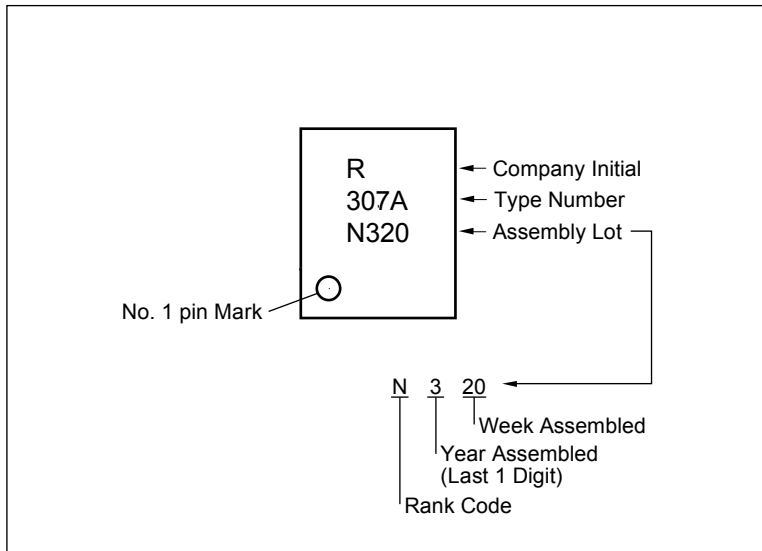 R
307A
N320
Company Initial
Type Number
Assembly Lot
No. 1 pin Mark
N 3 20
Week Assembled
Year Assembled
(Last 1 Digit)
Rank Code